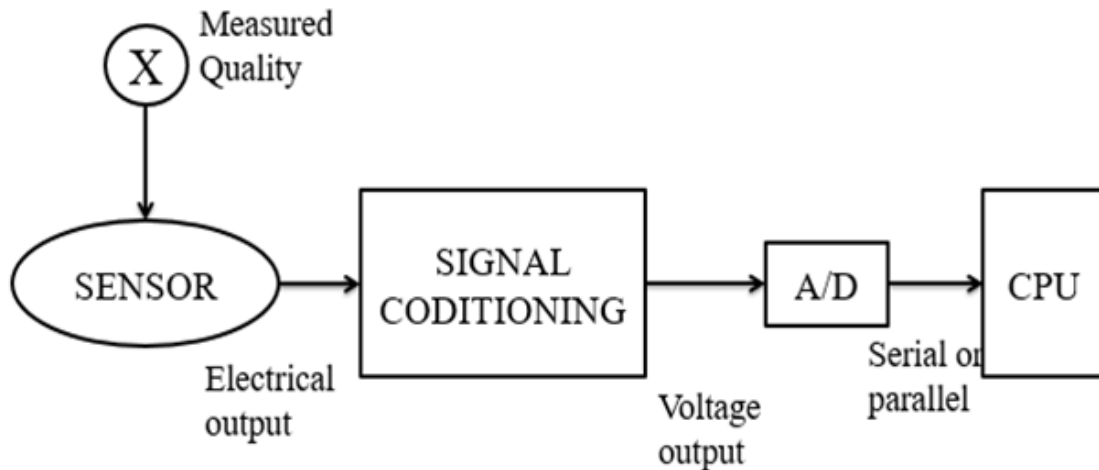 X
Measured
Quality
SENSOR
Electrical
output
SIGNAL
CODITIONING
Voltage
output
A/D
Serial or
parallel
CPU